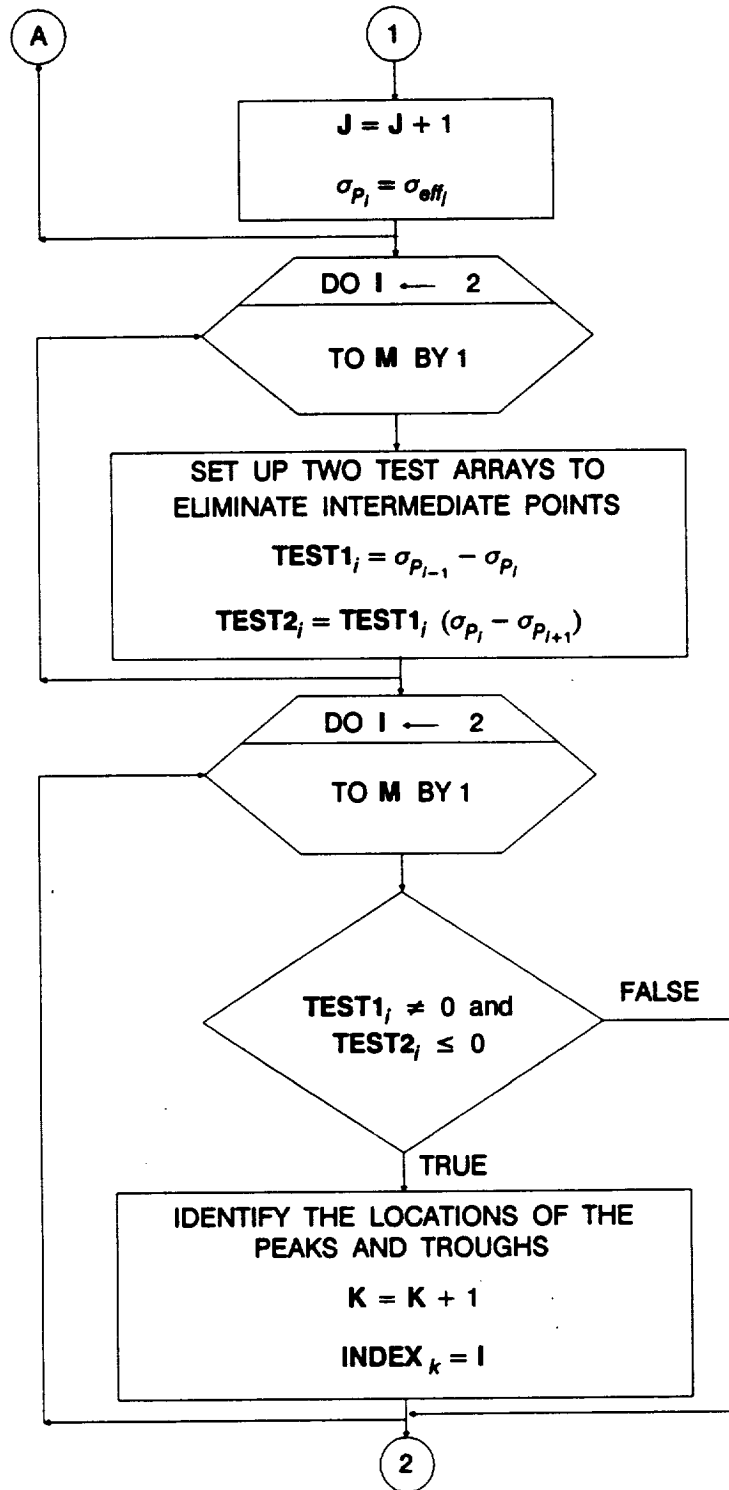 A
1
J = J + 1
σ_{P_i} = σ_{eff_i}
DO I ← 2
TO M BY 1
SET UP TWO TEST ARRAYS TO
ELIMINATE INTERMEDIATE POINTS
TEST1_i = σ_{P_{i-1}} − σ_{P_i}
TEST2_i = TEST1_i (σ_{P_i} − σ_{P_{i+1}})
DO I ← 2
TO M BY 1
TEST1_i ≠ 0 and
TEST2_i ≤ 0
FALSE
TRUE
IDENTIFY THE LOCATIONS OF THE
PEAKS AND TROUGHS
K = K + 1
INDEX_k = I
2